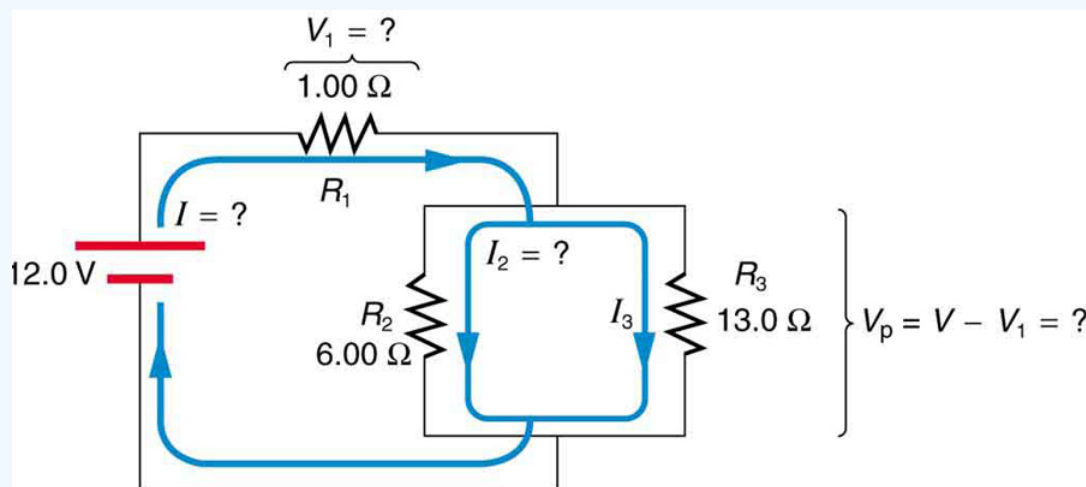 V₁ = ?
1.00 Ω
R₁
I = ?
12.0 V
I₂ = ?
R₂
6.00 Ω
I₃
R₃
13.0 Ω
Vₚ = V – V₁ = ?